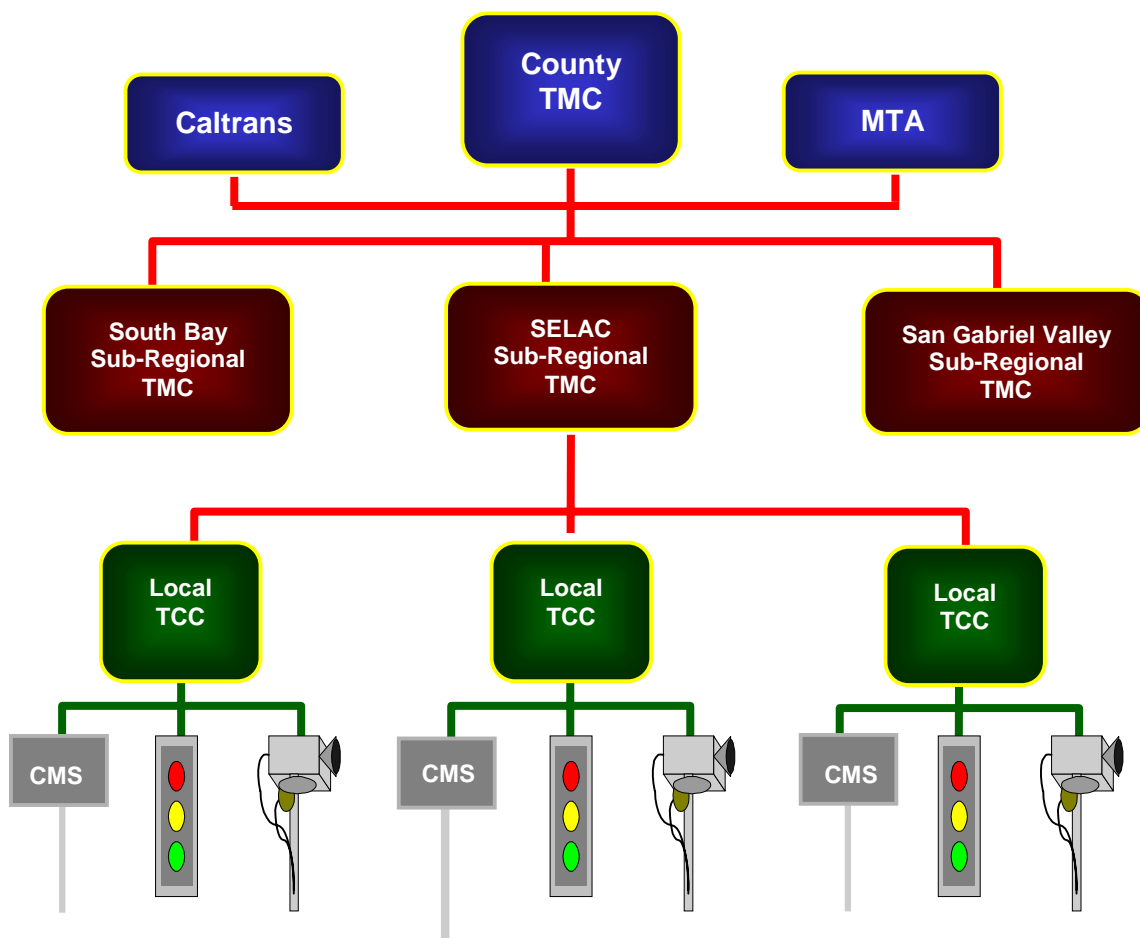 County
TMC
Caltrans
MTA
South Bay
Sub-Regional
TMC
SELAC
Sub-Regional
TMC
San Gabriel Valley
Sub-Regional
TMC
Local
TCC
Local
TCC
Local
TCC
CMS
CMS
CMS